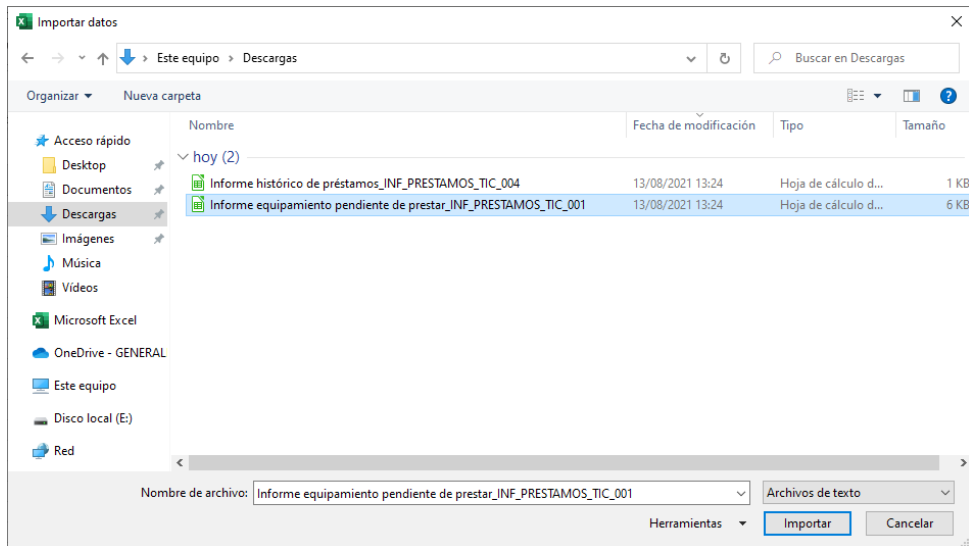 Importar datos
Este equipo > Descargas
Buscar en Descargas
Organizar
Nueva carpeta
Nombre
Fecha de modificación
Tipo
Tamaño
Acceso rápido
Desktop
Documentos
Descargas
Imágenes
Música
Vídeos
Microsoft Excel
OneDrive - GENERAL
Este equipo
Disco local (E:)
Red
hoy (2)
Informe histórico de préstamos_INF_PRESTAMOS_TIC_004 13/08/2021 13:24 Hoja de cálculo d... 1 KB
Informe equipamiento pendiente de prestar_INF_PRESTAMOS_TIC_001 13/08/2021 13:24 Hoja de cálculo d... 6 KB
Nombre de archivo: Informe equipamiento pendiente de prestar_INF_PRESTAMOS_TIC_001
Archivos de texto
Herramientas
Importar
Cancelar